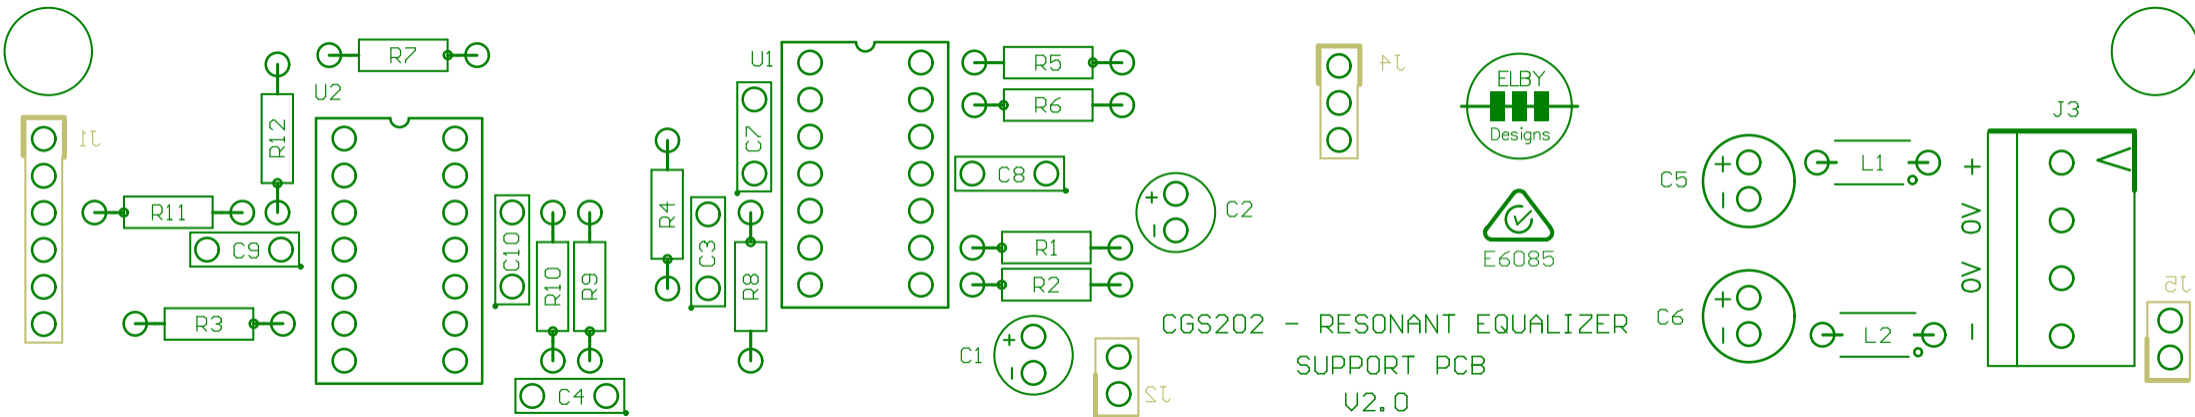 R7
U2
R12
J1
R11
C9
R3
C10
R10
R9
C4
U1
C7
R4
C3
R8
R5
R6
C8
C2
R1
R2
C1
J2
J4
ELBY
Designs
E6085
CGS202 - RESONANT EQUALIZER
SUPPORT PCB
V2.0
C5
L1
C6
L2
J3
+
0V
0V
-
J5